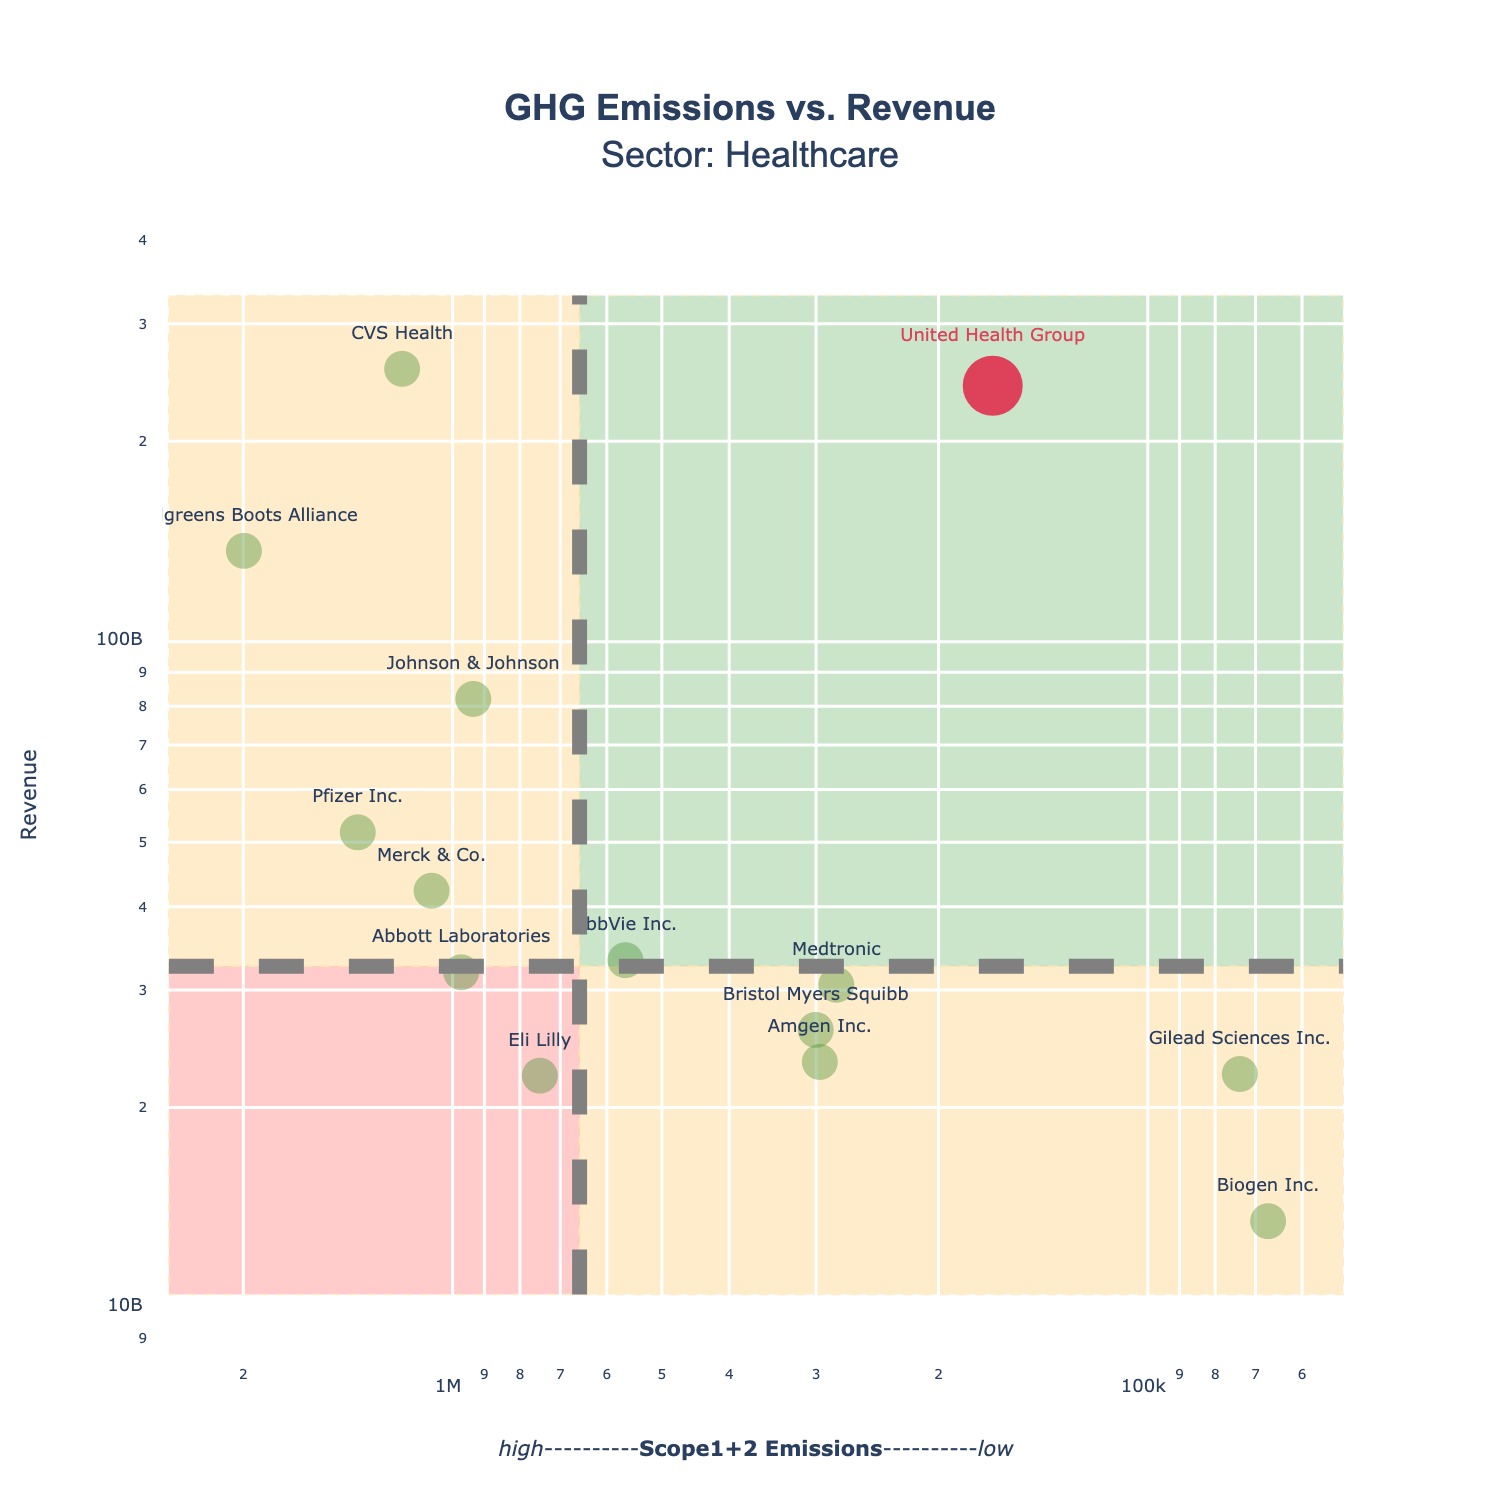 GHG Emissions vs. Revenue
Sector: Healthcare
4
3
CVS Health
United Health Group
2
greens Boots Alliance
100B
Johnson & Johnson
9
8
7
Pfizer Inc.
6
Revenue
5
Merck & Co.
4
bbVie Inc.
Abbott Laboratories
Medtronic
3
Bristol Myers Squibb
Amgen Inc.
Eli Lilly
Gilead Sciences Inc.
2
Biogen Inc.
10B
9
2 1M 9 8 7 6 5 4 3 2 100k 9 8 7 6
high----------Scope1+2 Emissions----------low